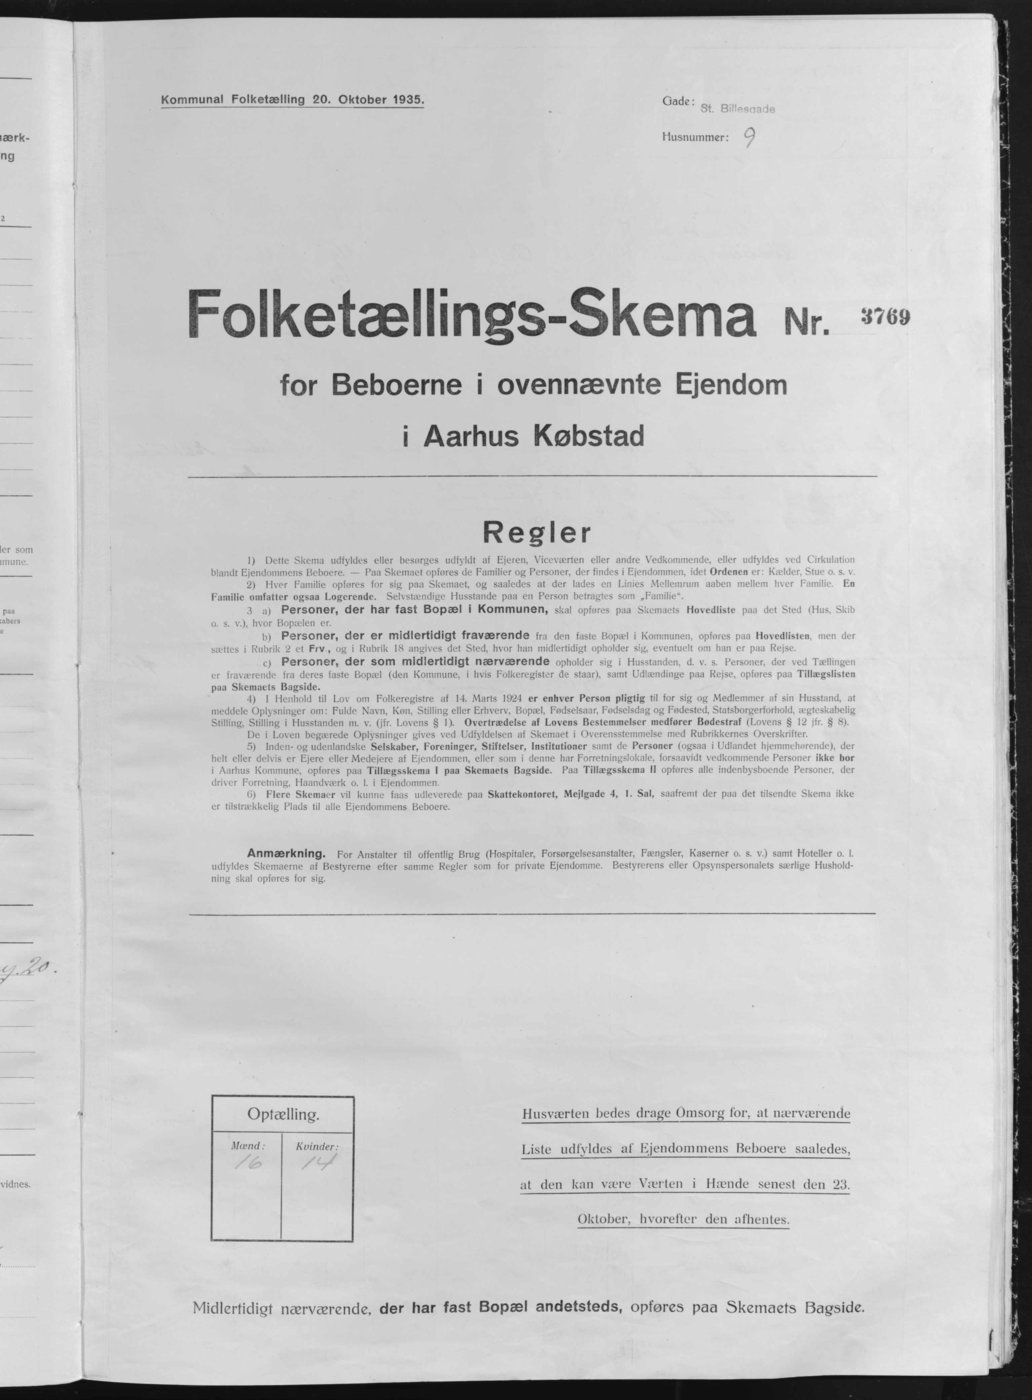 Kommunal Folketælling 20. Oktober 1935.
Gade: St. Billesgade
Husnummer: 9
Folketællings-Skema Nr. 3769
for Beboerne i ovennævnte Ejendom
i Aarhus Købstad
Regler
1) Dette Skema udfyldes eller besørges udfyldt af Ejeren, Viceværten eller andre Vedkommende, eller udfyldes ved Cirkulation
blandt Ejendommens Beboere. — Paa Skemaet opføres de Familier og Personer, der findes i Ejendommen, idet Ordenen er: Kælder, Stue o. s. v.
2) Hver Familie opføres for sig paa Skemaet, og saaledes at der lades en Linies Mellemrum aaben mellem hver Familie. En
Familie omfatter ogsaa Logerende. Selvstændige Husstande paa en Person betragtes som „Familie“.
3 a) Personer, der har fast Bopæl i Kommunen, skal opføres paa Skemaets Hovedliste paa det Sted (Hus, Skib
o. s. v.), hvor Bopælen er.
b) Personer, der er midlertidigt fraværende fra den faste Bopæl i Kommunen, opføres paa Hovedlisten, men der
sættes i Rubrik 2 et Frv., og i Rubrik 18 angives det Sted, hvor han midlertidigt opholder sig, eventuelt om han er paa Rejse.
c) Personer, der som midlertidigt nærværende opholder sig i Husstanden, d. v. s. Personer, der ved Tællingen
er fraværende fra deres faste Bopæl (den Kommune, i hvis Folkeregister de staar), samt Udlændinge paa Rejse, opføres paa Tillægslisten
paa Skemaets Bagside.
4) I Henhold til Lov om Folkeregistre af 14. Marts 1924 er enhver Person pligtig til for sig og Medlemmer af sin Husstand, at
meddele Oplysninger om: Fulde Navn, Køn, Stilling eller Erhverv, Bopæl, Fødselsaar, Fødselsdag og Fødested, Statsborgerforhold, ægteskabelig
Stilling, Stilling i Husstanden m. v. (jfr. Lovens § 1). Overtrædelse af Lovens Bestemmelser medfører Bødestraf (Lovens § 12 jfr. § 8).
De i Loven begærede Oplysninger gives ved Udfyldelsen af Skemaet i Overensstemmelse med Rubrikkernes Overskrifter.
5) Inden- og udenlandske Selskaber, Foreninger, Stiftelser, Institutioner samt de Personer (ogsaa i Udlandet hjemmehørende), der
helt eller delvis er Ejere eller Medejere af Ejendommen, eller som i denne har Forretningslokale, forsaavidt vedkommende Personer ikke bor
i Aarhus Kommune, opføres paa Tillægsskema I paa Skemaets Bagside. Paa Tillægsskema II opføres alle indenbysboende Personer, der
driver Forretning, Haandværk o. l. i Ejendommen.
6) Flere Skemaer vil kunne faas udleverede paa Skattekontoret, Mejlgade 4, 1. Sal, saafremt der paa det tilsendte Skema ikke
er tilstrækkelig Plads til alle Ejendommens Beboere.
Anmærkning. For Anstalter til offentlig Brug (Hospitaler, Forsørgelsesanstalter, Fængsler, Kaserner o. s. v.) samt Hoteller o. l.
udfyldes Skemaerne af Bestyrerne efter samme Regler som for private Ejendomme. Bestyrerens eller Opsynspersonalets særlige Hushold-
ning skal opføres for sig.
Optælling.
Mænd: Kvinder:
16 14
Husværten bedes drage Omsorg for, at nærværende
Liste udfyldes af Ejendommens Beboere saaledes,
at den kan være Værten i Hænde senest den 23.
Oktober, hvorefter den afhentes.
Midlertidigt nærværende, der har fast Bopæl andetsteds, opføres paa Skemaets Bagside.